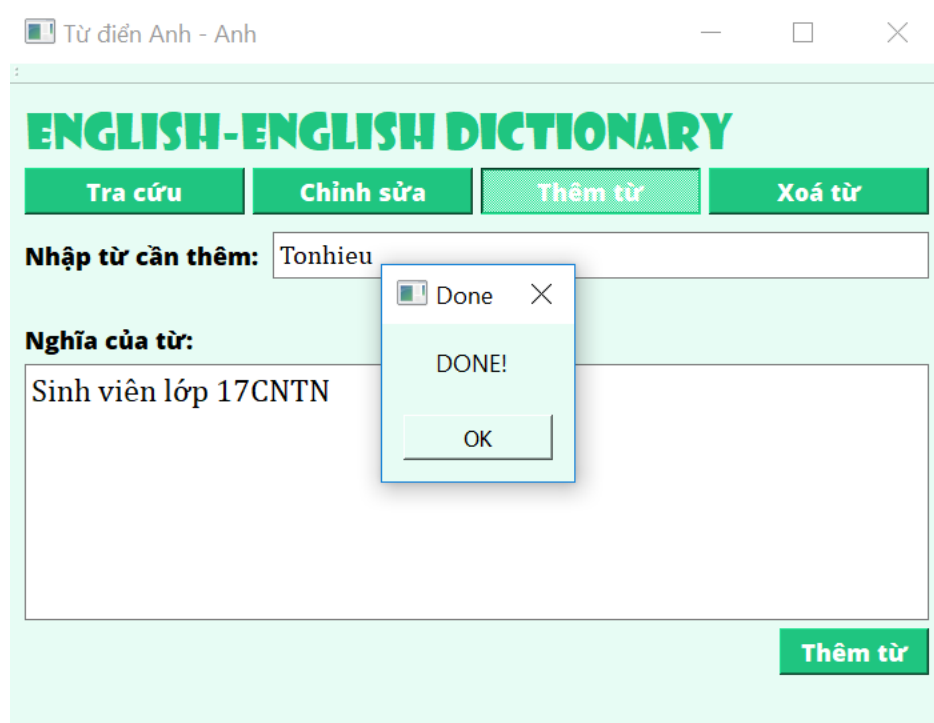 Từ điển Anh - Anh
ENGLISH-ENGLISH DICTIONARY
Tra cứu Chỉnh sửa Thêm từ Xoá từ
Nhập từ cần thêm: Tonhieu
Done
Nghĩa của từ:
DONE!
Sinh viên lớp 17CNTN
OK
Thêm từ